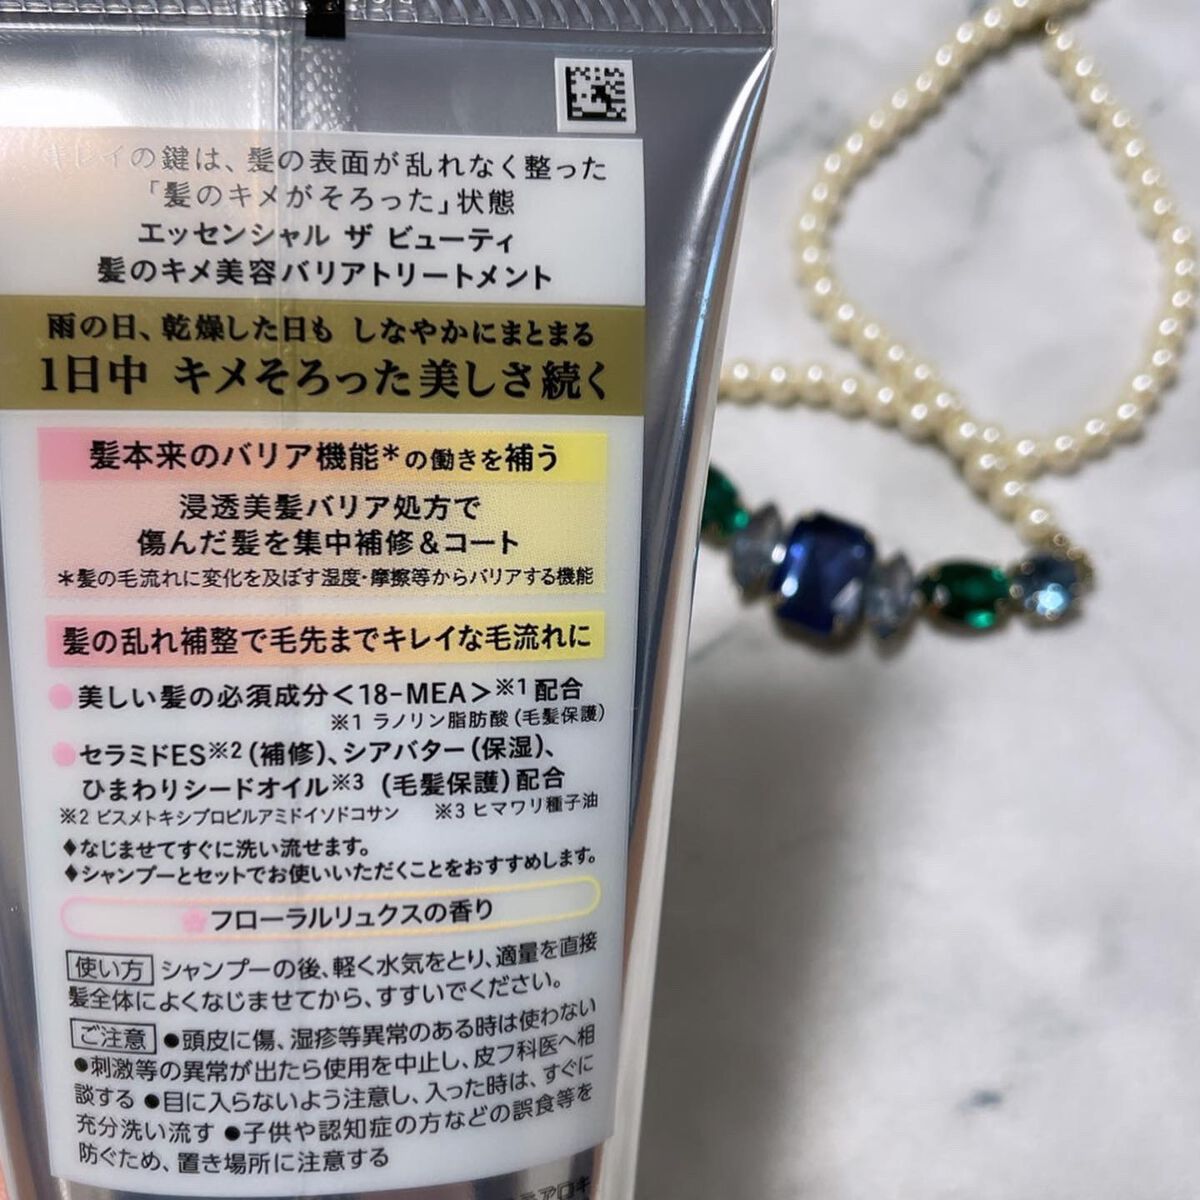 キレイの鍵は、髪の表面が乱れなく整った
「髪のキメがそろった」状態
エッセンシャル ザ ビューティ
髪のキメ美容バリアトリートメント
雨の日、乾燥した日も しなやかにまとまる
1日中 キメそろった美しさ続く
髪本来のバリア機能*の働きを補う
浸透美髪バリア処方で
傷んだ髪を集中補修&コート
*髪の毛流れに変化を及ぼす湿度・摩擦等からバリアする機能
髪の乱れ補整で毛先までキレイな毛流れに
●美しい髪の必須成分<18-MEA>※1配合
※1 ラノリン脂肪酸(毛髪保護)
●セラミドES※2(補修)、シアバター(保湿)、
ひまわりシードオイル※3 (毛髪保護)配合
※2 ビスメトキシプロピルアミドイソドコサン ※3 ヒマワリ種子油
♦なじませてすぐに洗い流せます。
♦シャンプーとセットでお使いいただくことをおすすめします。
フローラルリュクスの香り
使い方 シャンプーの後、軽く水気をとり、適量を直接
髪全体によくなじませてから、すすいでください。
ご注意 ●頭皮に傷、湿疹等異常のある時は使わない
●刺激等の異常が出たら使用を中止し、皮フ科医へ相
談する ●目に入らないよう注意し、入った時は、すぐに
充分洗い流す ●子供や認知症の方などの誤食等を
防ぐため、置き場所に注意する